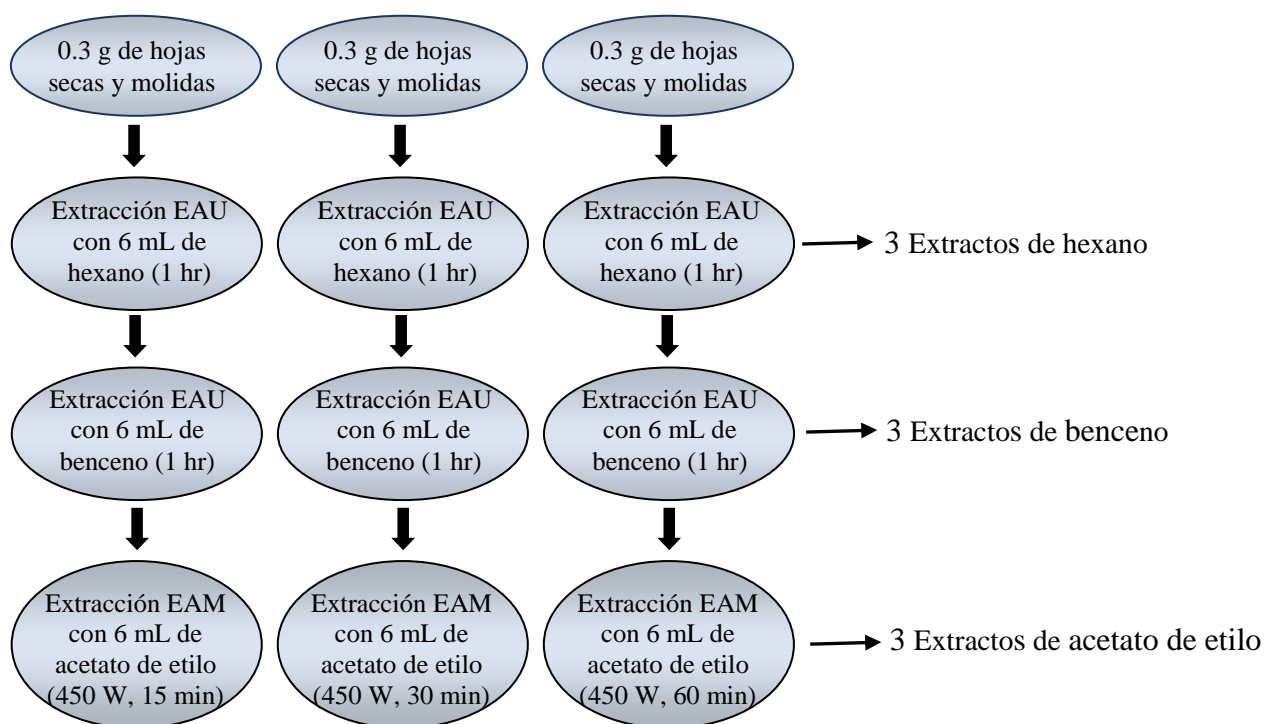 0.3 g de hojas
secas y molidas
0.3 g de hojas
secas y molidas
0.3 g de hojas
secas y molidas
Extracción EAU
con 6 mL de
hexano (1 hr)
Extracción EAU
con 6 mL de
hexano (1 hr)
Extracción EAU
con 6 mL de
hexano (1 hr)
3 Extractos de hexano
Extracción EAU
con 6 mL de
benceno (1 hr)
Extracción EAU
con 6 mL de
benceno (1 hr)
Extracción EAU
con 6 mL de
benceno (1 hr)
3 Extractos de benceno
Extracción EAM
con 6 mL de
acetato de etilo
(450 W, 15 min)
Extracción EAM
con 6 mL de
acetato de etilo
(450 W, 30 min)
Extracción EAM
con 6 mL de
acetato de etilo
(450 W, 60 min)
3 Extractos de acetato de etilo